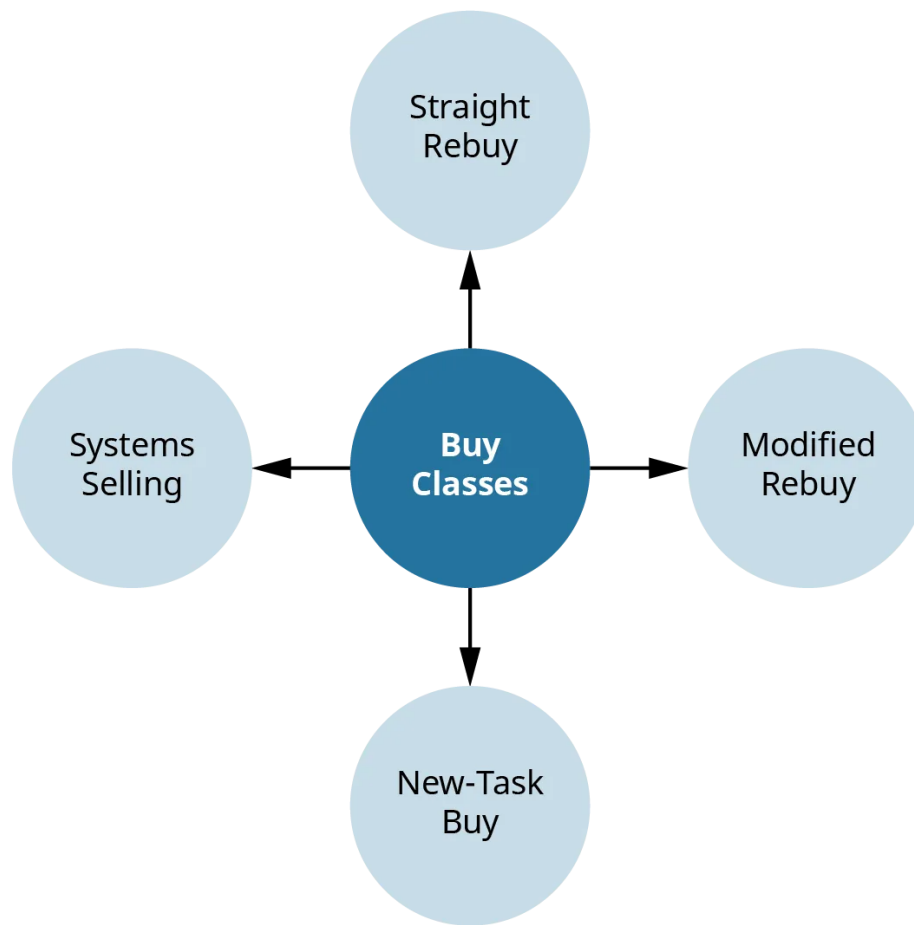 Straight
Rebuy
Systems
Selling
Buy
Classes
Modified
Rebuy
New-Task
Buy